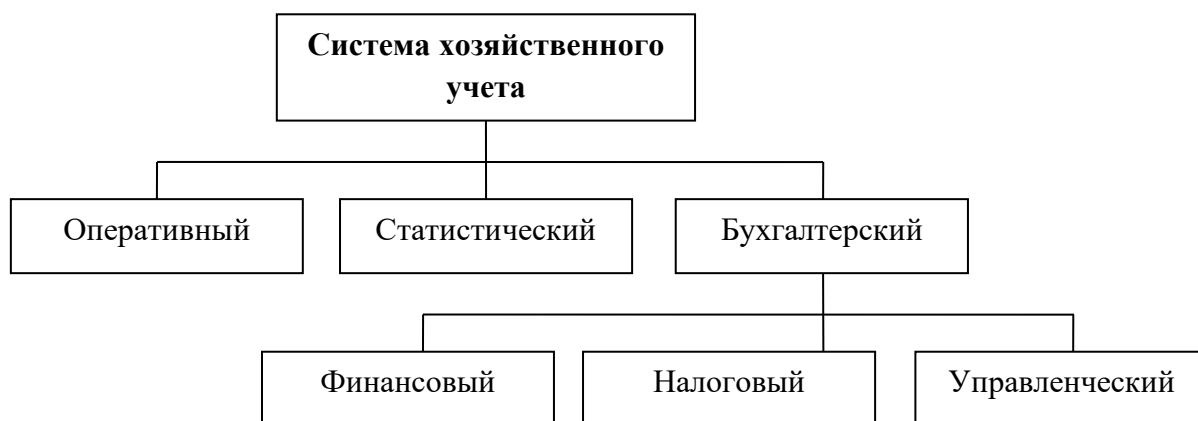 Система хозяйственного
учета
Оперативный
Статистический
Бухгалтерский
Финансовый
Налоговый
Управленческий